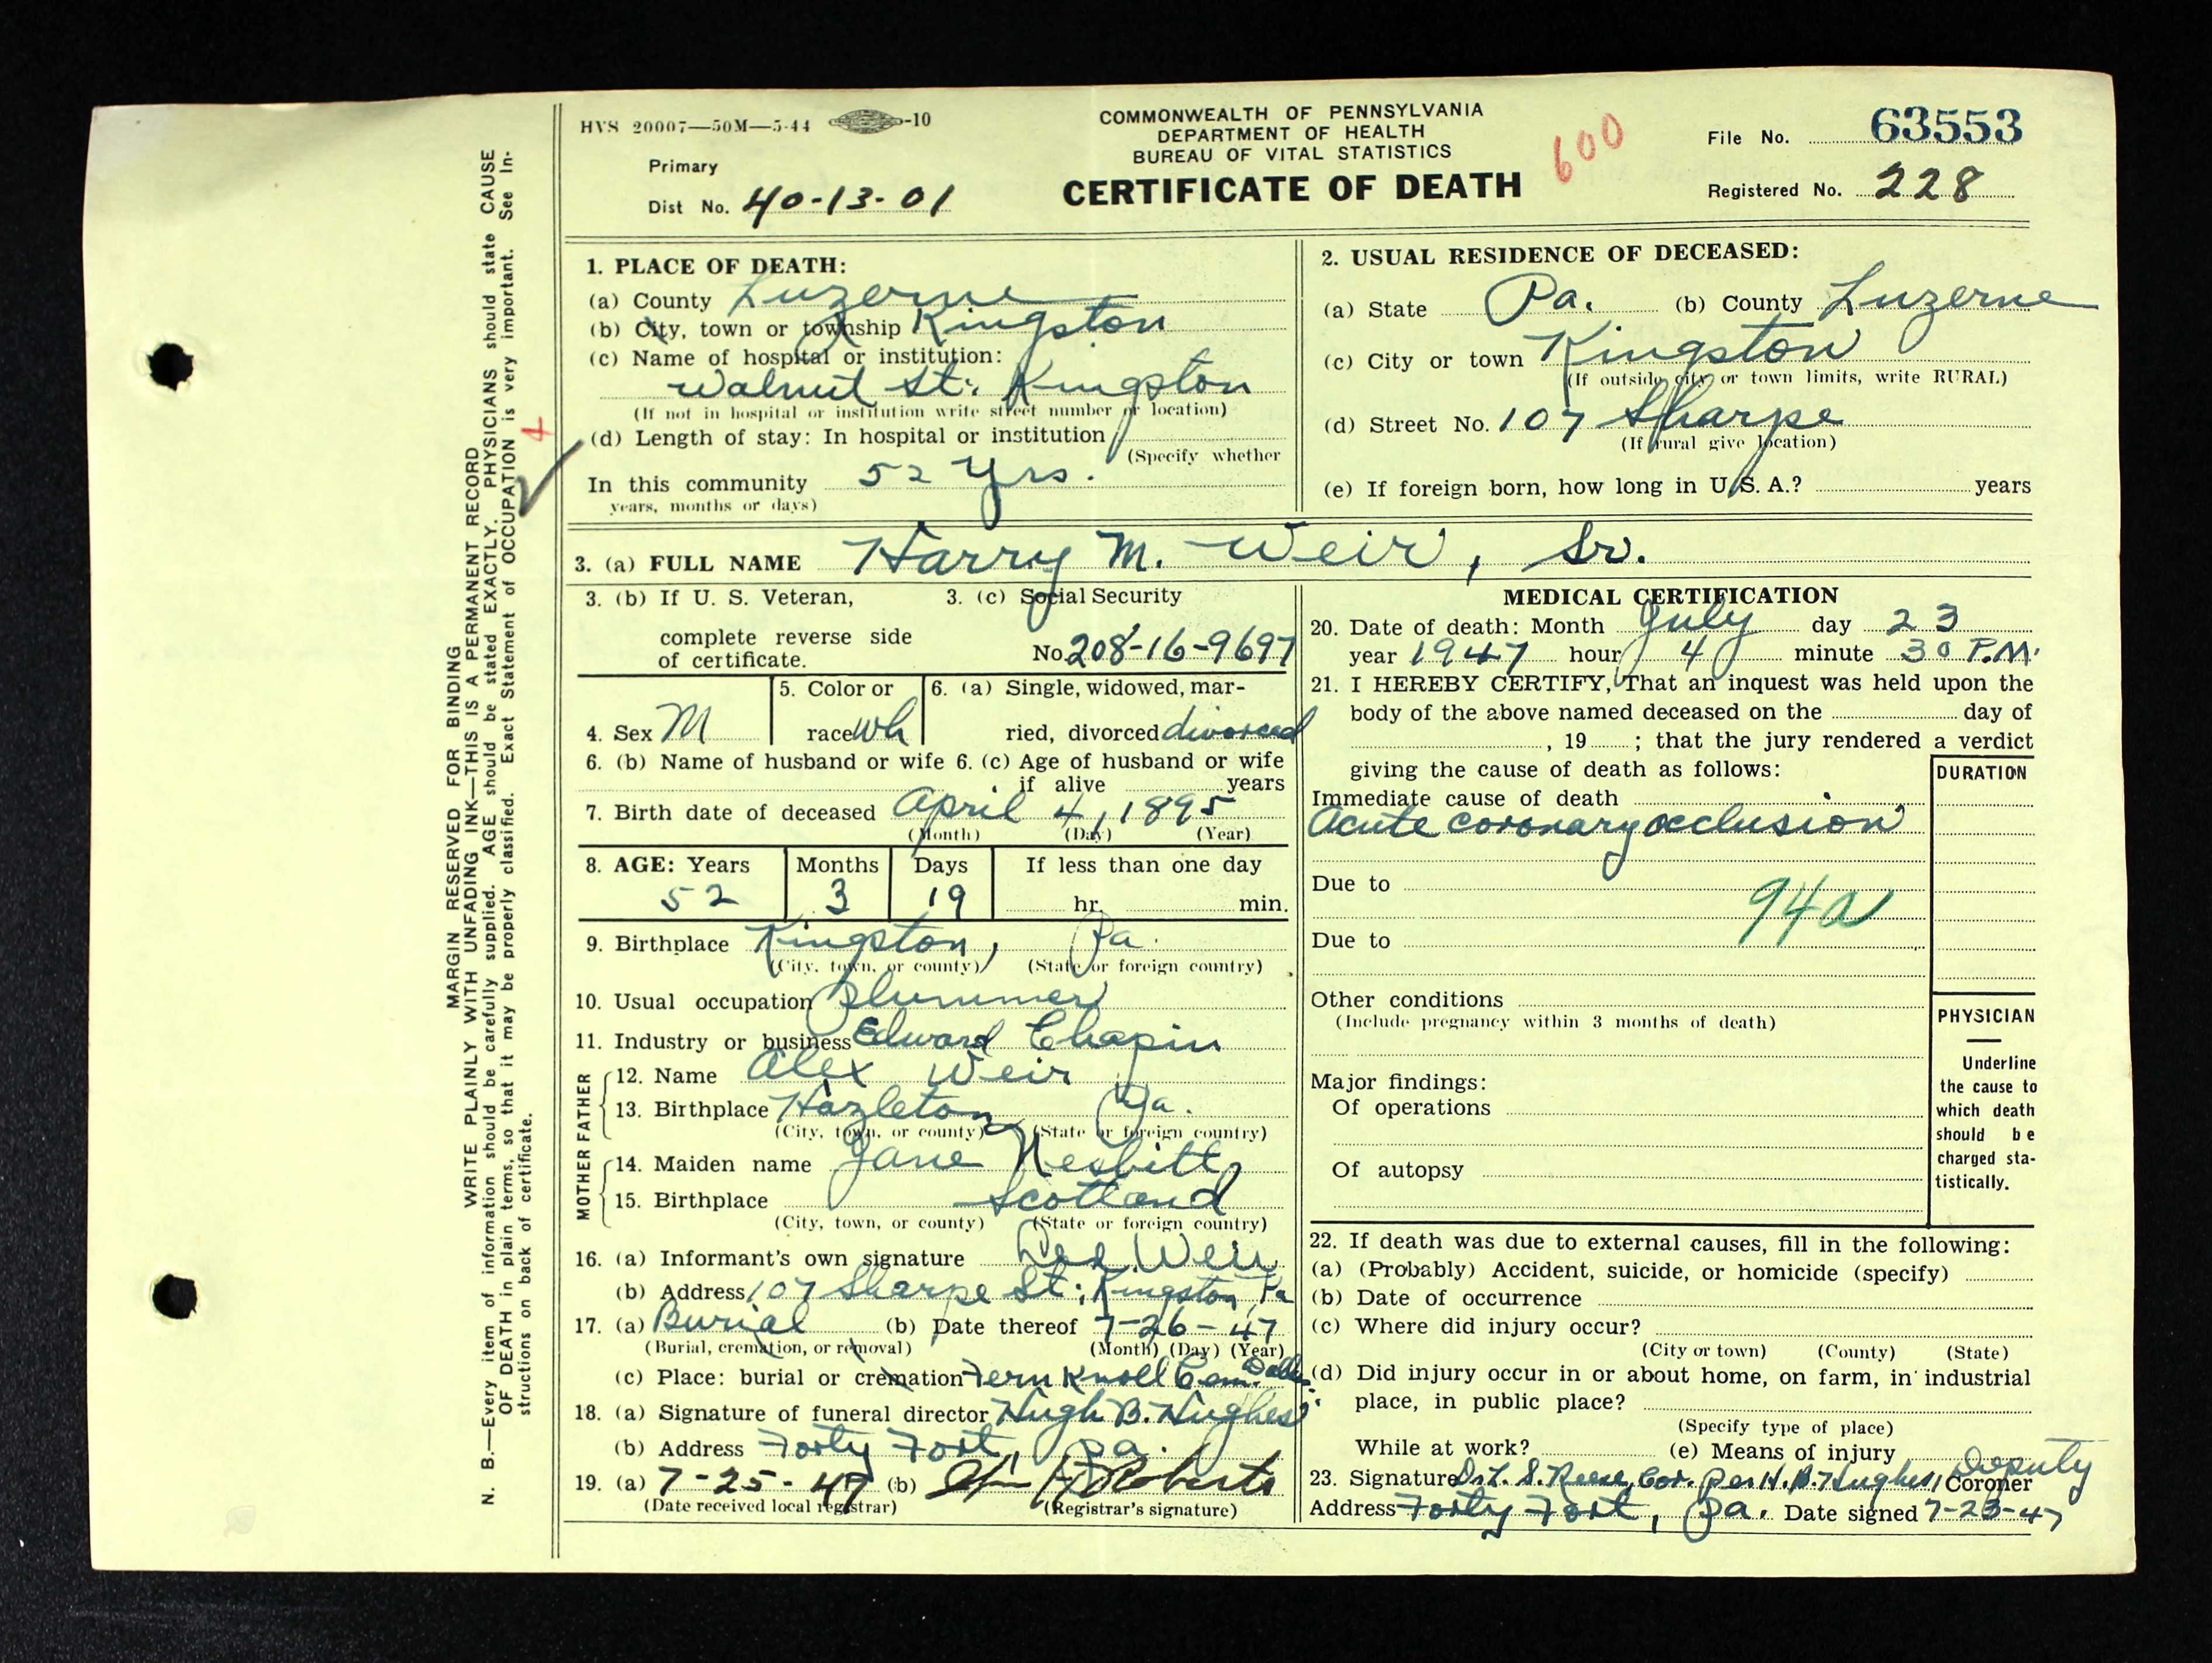 HVS 20007—50M—5-44 -10
COMMONWEALTH OF PENNSYLVANIA
DEPARTMENT OF HEALTH
BUREAU OF VITAL STATISTICS
CERTIFICATE OF DEATH
600
File No. 63553
Registered No. 228
Primary
Dist No. 40-13-01
MARGIN RESERVED FOR BINDING
WRITE PLAINLY WITH UNFADING INK—THIS IS A PERMANENT RECORD
N. B.—Every item of information should be carefully supplied. AGE should be stated EXACTLY. PHYSICIANS should state CAUSE
OF DEATH in plain terms, so that it may be properly classified. Exact Statement of OCCUPATION is very important. See In-
structions on back of certificate.
4
1. PLACE OF DEATH:
(a) County Luzerne
(b) City, town or township Kingston
(c) Name of hospital or institution:
Walnut St. Kingston
(If not in hospital or institution write street number or location)
(d) Length of stay: In hospital or institution
(Specify whether
In this community 52 Yrs.
years, months or days)
2. USUAL RESIDENCE OF DECEASED:
(a) State Pa. (b) County Luzerne
(c) City or town Kingston
(If outside city or town limits, write RURAL)
(d) Street No. 107 Sharpe
(If rural give location)
(e) If foreign born, how long in U.S. A.? years
3. (a) FULL NAME Harry M. Weir, Sr.
3. (b) If U. S. Veteran,
complete reverse side
of certificate.
3. (c) Social Security
No. 208-16-9697
4. Sex M
5. Color or
race Wh
6. (a) Single, widowed, mar-
ried, divorced divorced
6. (b) Name of husband or wife 6. (c) Age of husband or wife
if alive years
7. Birth date of deceased April 4, 1895
(Month) (Day) (Year)
8. AGE: Years Months Days If less than one day
52 3 19 hr. min.
9. Birthplace Kingston, Pa.
(City, town, or county) (State or foreign country)
10. Usual occupation Plummer
11. Industry or business Edward Chapin
FATHER
12. Name Alex Weir
13. Birthplace Hazleton Pa.
(City, town, or county) (State or foreign country)
MOTHER
14. Maiden name Jane Nesbitt
15. Birthplace Scotland
(City, town, or county) (State or foreign country)
16. (a) Informant's own signature Weir
(b) Address 107 Sharpe St; Kingston, Pa
17. (a) Burial (b) Date thereof 7-26-47
(Burial, cremation, or removal) (Month) (Day) (Year)
(c) Place: burial or cremation Fern Knoll Cem. Dallas
18. (a) Signature of funeral director Hugh B. Hughes
(b) Address Forty Fort, Pa.
19. (a) 7-25-47 (b) Roberts
(Date received local registrar) (Registrar's signature)
MEDICAL CERTIFICATION
20. Date of death: Month July day 23
year 1947 hour 4 minute 30 P.M.
21. I HEREBY CERTIFY, That an inquest was held upon the
body of the above named deceased on the day of
, 19 ; that the jury rendered a verdict
giving the cause of death as follows:
DURATION
Immediate cause of death
Acute coronary occlusion
Due to
94a
Due to
Other conditions
(Include pregnancy within 3 months of death)
Major findings:
Of operations
Of autopsy
PHYSICIAN
Underline
the cause to
which death
should be
charged sta-
tistically.
22. If death was due to external causes, fill in the following:
(a) (Probably) Accident, suicide, or homicide (specify)
(b) Date of occurrence
(c) Where did injury occur?
(City or town) (County) (State)
(d) Did injury occur in or about home, on farm, in industrial
place, in public place?
(Specify type of place)
While at work? (e) Means of injury
23. Signature Dr. L. S. Reese, Cor. per H. B. Hughes, Deputy Coroner
Address Forty Fort, Pa. Date signed 7-23-47